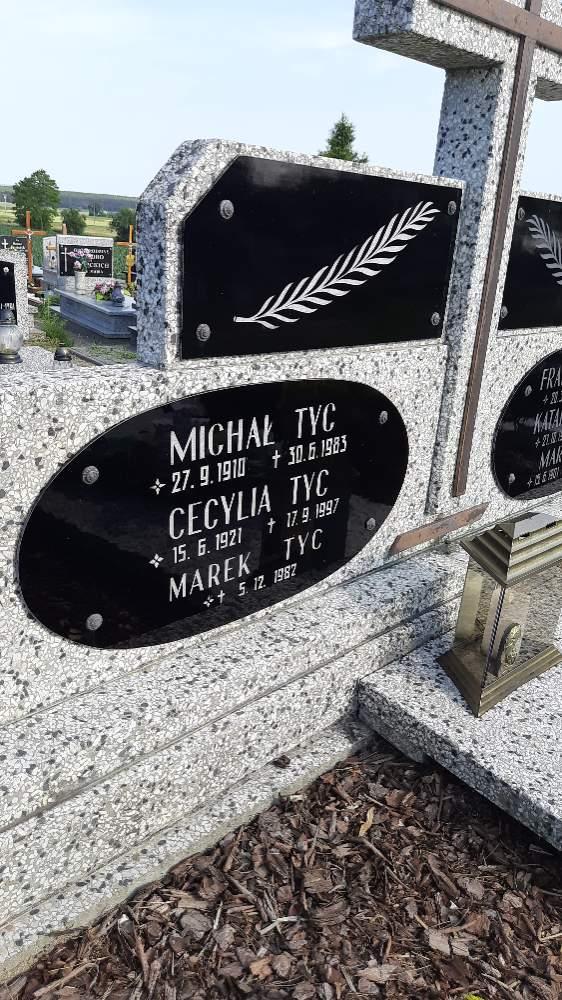 MICHAŁ TYC
27.9.1910 † 30.6.1983
CECYLIA TYC
15.6.1921 † 17.9.1997
MAREK TYC
† 5.12.1982